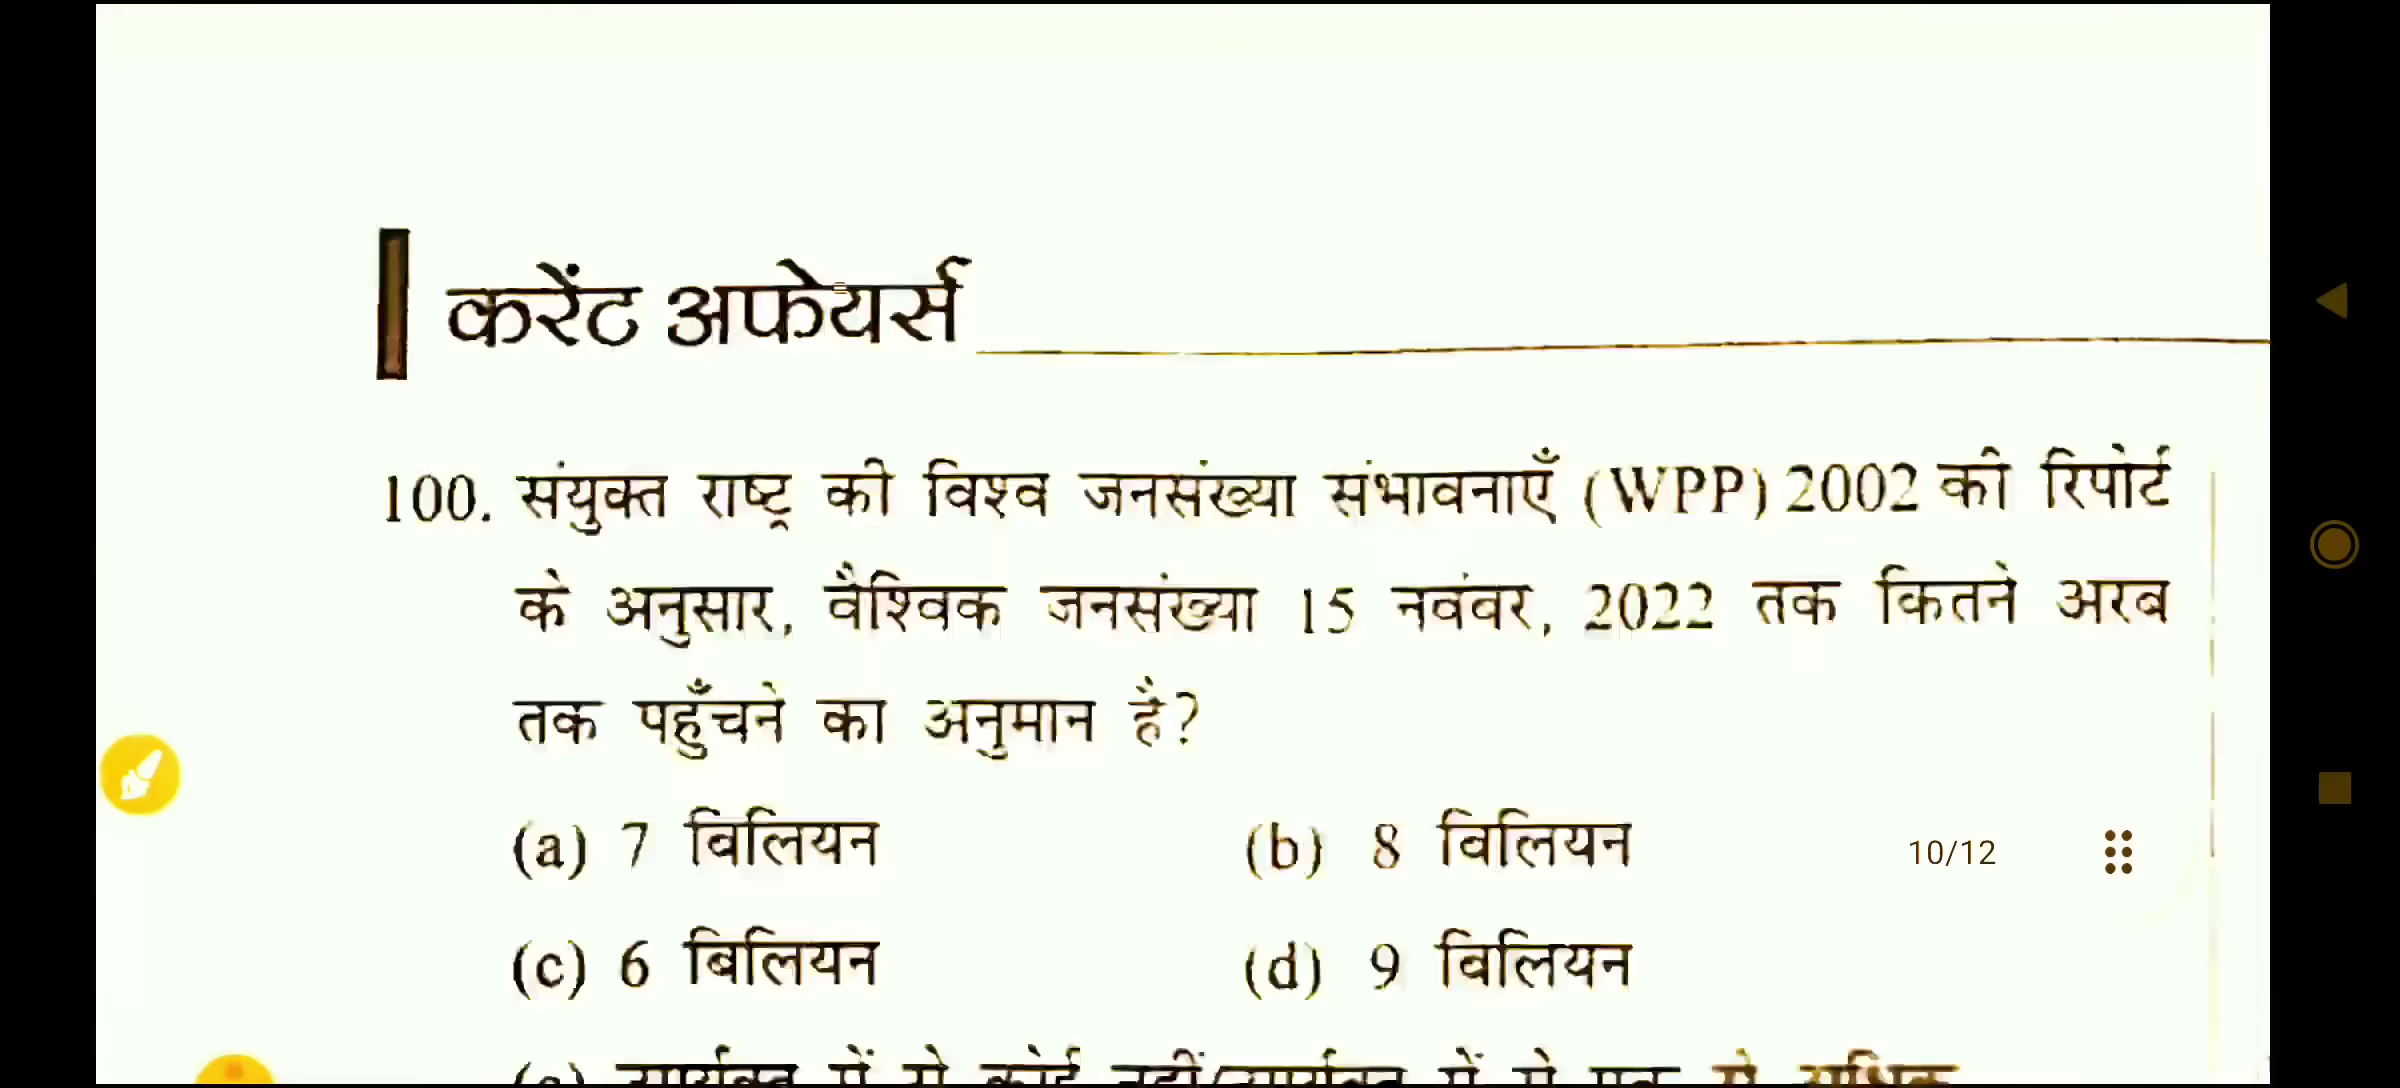 करेंट अफेयर्स
100. संयुक्त राष्ट्र की विश्व जनसंख्या संभावनाएँ (WPP) 2002 की रिपोर्ट
के अनुसार, वैश्विक जनसंख्या 15 नवंवर, 2022 तक कितने अरब
तक पहुँचने का अनुमान है?
(a) 7 विलियन (b) 8 विलियन
10/12
(c) 6 बिलियन (d) 9 विलियन